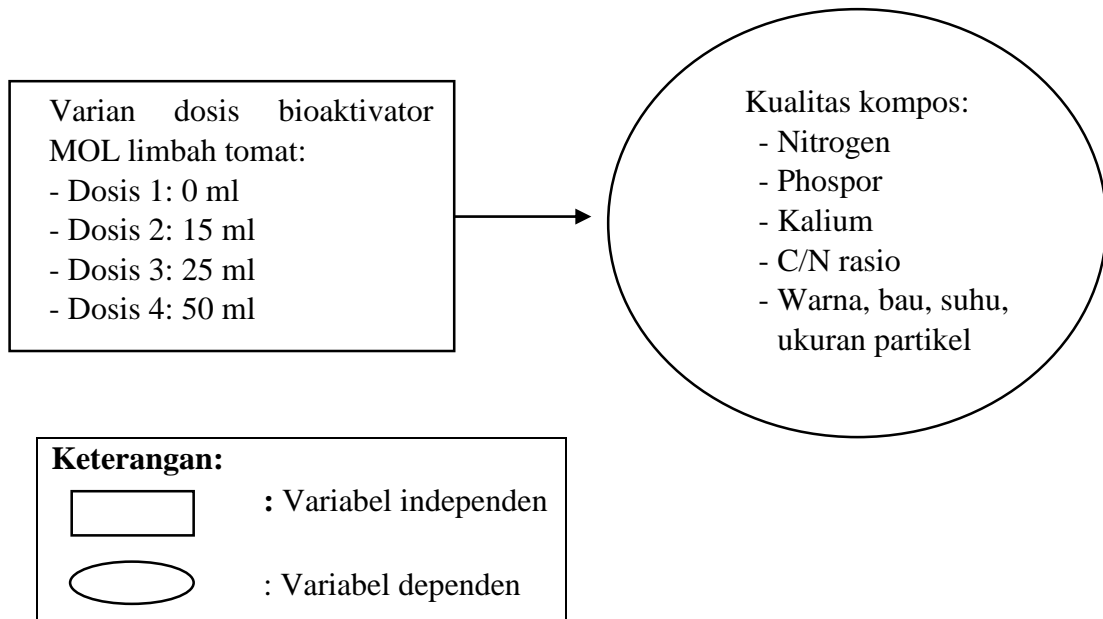 Varian dosis bioaktivator
MOL limbah tomat:
- Dosis 1: 0 ml
- Dosis 2: 15 ml
- Dosis 3: 25 ml
- Dosis 4: 50 ml
Kualitas kompos:
- Nitrogen
- Phospor
- Kalium
- C/N rasio
- Warna, bau, suhu,
ukuran partikel
Keterangan:
: Variabel independen
: Variabel dependen